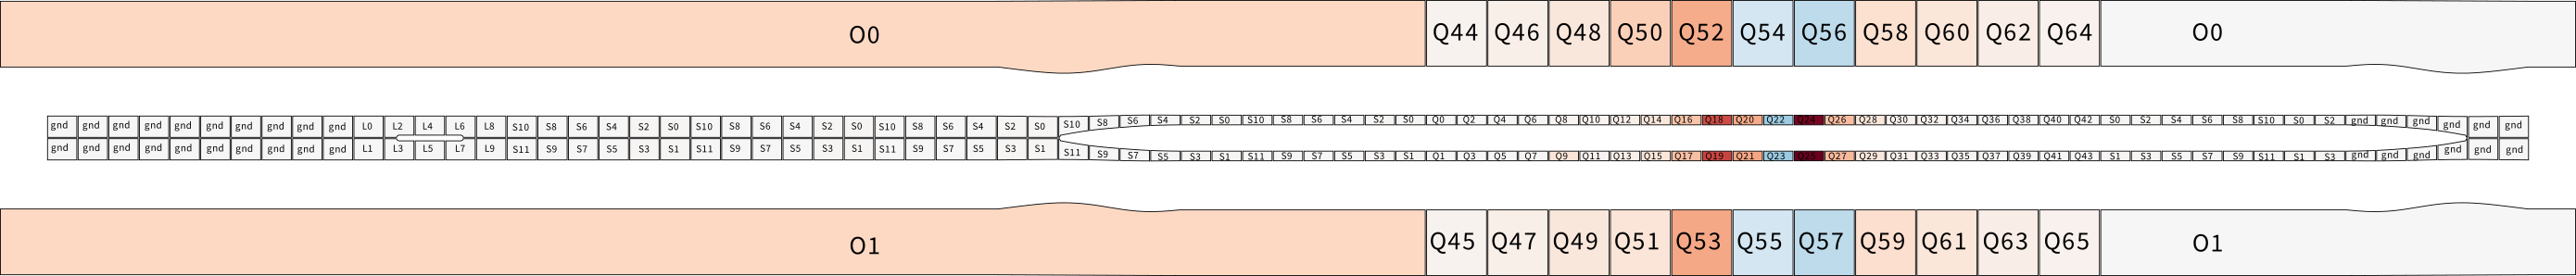 O0 Q44 Q46 Q48 Q50 Q52 Q54 Q56 Q58 Q60 Q62 Q64 O0
gnd gnd gnd gnd gnd gnd gnd gnd gnd gnd L0 L2 L4 L6 L8 S10 S8 S6 S4 S2 S0 S10 S8 S6 S4 S2 S0 S10 S8 S6 S4 S2 S0 S10 S8 S6 S4 S2 S0 S10 S8 S6 S4 S2 S0 Q0 Q2 Q4 Q6 Q8 Q10 Q12 Q14 Q16 Q18 Q20 Q22 Q24 Q26 Q28 Q30 Q32 Q34 Q36 Q38 Q40 Q42 S0 S2 S4 S6 S8 S10 S0 S2 gnd gnd gnd gnd gnd gnd
gnd gnd gnd gnd gnd gnd gnd gnd gnd gnd L1 L3 L5 L7 L9 S11 S9 S7 S5 S3 S1 S11 S9 S7 S5 S3 S1 S11 S9 S7 S5 S3 S1 S11 S9 S7 S5 S3 S1 S11 S9 S7 S5 S3 S1 Q1 Q3 Q5 Q7 Q9 Q11 Q13 Q15 Q17 Q19 Q21 Q23 Q25 Q27 Q29 Q31 Q33 Q35 Q37 Q39 Q41 Q43 S1 S3 S5 S7 S9 S11 S1 S3 gnd gnd gnd gnd gnd gnd
O1 Q45 Q47 Q49 Q51 Q53 Q55 Q57 Q59 Q61 Q63 Q65 O1